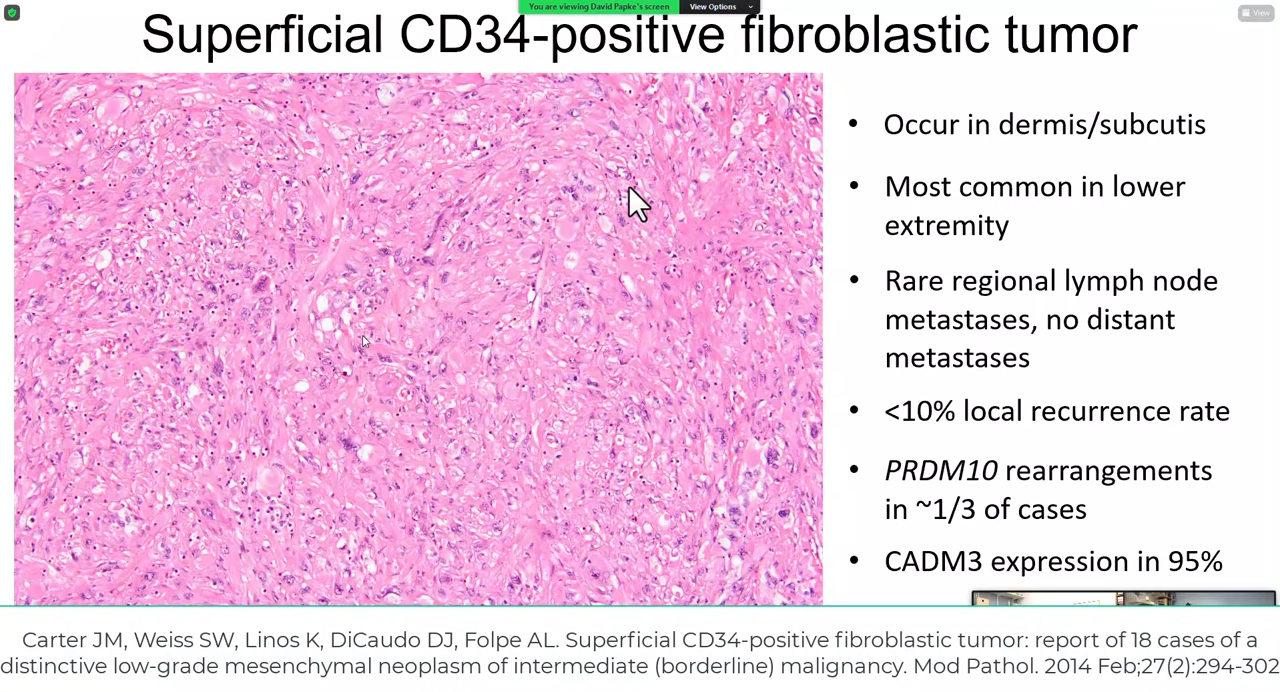 You are viewing David Papke's screen
View Options
View
Superficial CD34-positive fibroblastic tumor
• Occur in dermis/subcutis
• Most common in lower
extremity
• Rare regional lymph node
metastases, no distant
metastases
• <10% local recurrence rate
• PRDM10 rearrangements
in ~1/3 of cases
• CADM3 expression in 95%
Carter JM, Weiss SW, Linos K, DiCaudo DJ, Folpe AL. Superficial CD34-positive fibroblastic tumor: report of 18 cases of a
distinctive low-grade mesenchymal neoplasm of intermediate (borderline) malignancy. Mod Pathol. 2014 Feb;27(2):294-302